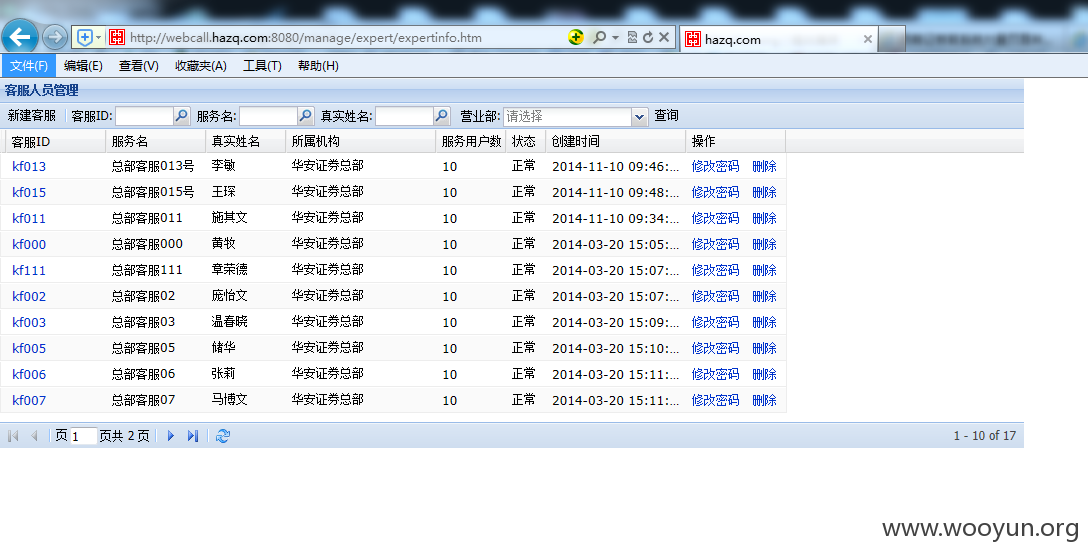 http://webcall.hazq.com:8080/manage/expert/expertinfo.htm hazq.com
文件(F) 编辑(E) 查看(V) 收藏夹(A) 工具(T) 帮助(H)
客服人员管理
新建客服 客服ID: 服务名: 真实姓名: 营业部: 请选择 查询
客服ID 服务名 真实姓名 所属机构 服务用户数 状态 创建时间 操作
kf013 总部客服013号 李敏 华安证券总部 10 正常 2014-11-10 09:46:... 修改密码 删除
kf015 总部客服015号 王琛 华安证券总部 10 正常 2014-11-10 09:48:... 修改密码 删除
kf011 总部客服011 施其文 华安证券总部 10 正常 2014-11-10 09:34:... 修改密码 删除
kf000 总部客服000 黄牧 华安证券总部 10 正常 2014-03-20 15:05:... 修改密码 删除
kf111 总部客服111 章荣德 华安证券总部 10 正常 2014-03-20 15:07:... 修改密码 删除
kf002 总部客服02 庞怡文 华安证券总部 10 正常 2014-03-20 15:07:... 修改密码 删除
kf003 总部客服03 温春晓 华安证券总部 10 正常 2014-03-20 15:09:... 修改密码 删除
kf005 总部客服05 储华 华安证券总部 10 正常 2014-03-20 15:10:... 修改密码 删除
kf006 总部客服06 张莉 华安证券总部 10 正常 2014-03-20 15:11:... 修改密码 删除
kf007 总部客服07 马博文 华安证券总部 10 正常 2014-03-20 15:11:... 修改密码 删除
页 1 页共 2 页 1 - 10 of 17
www.wooyun.org